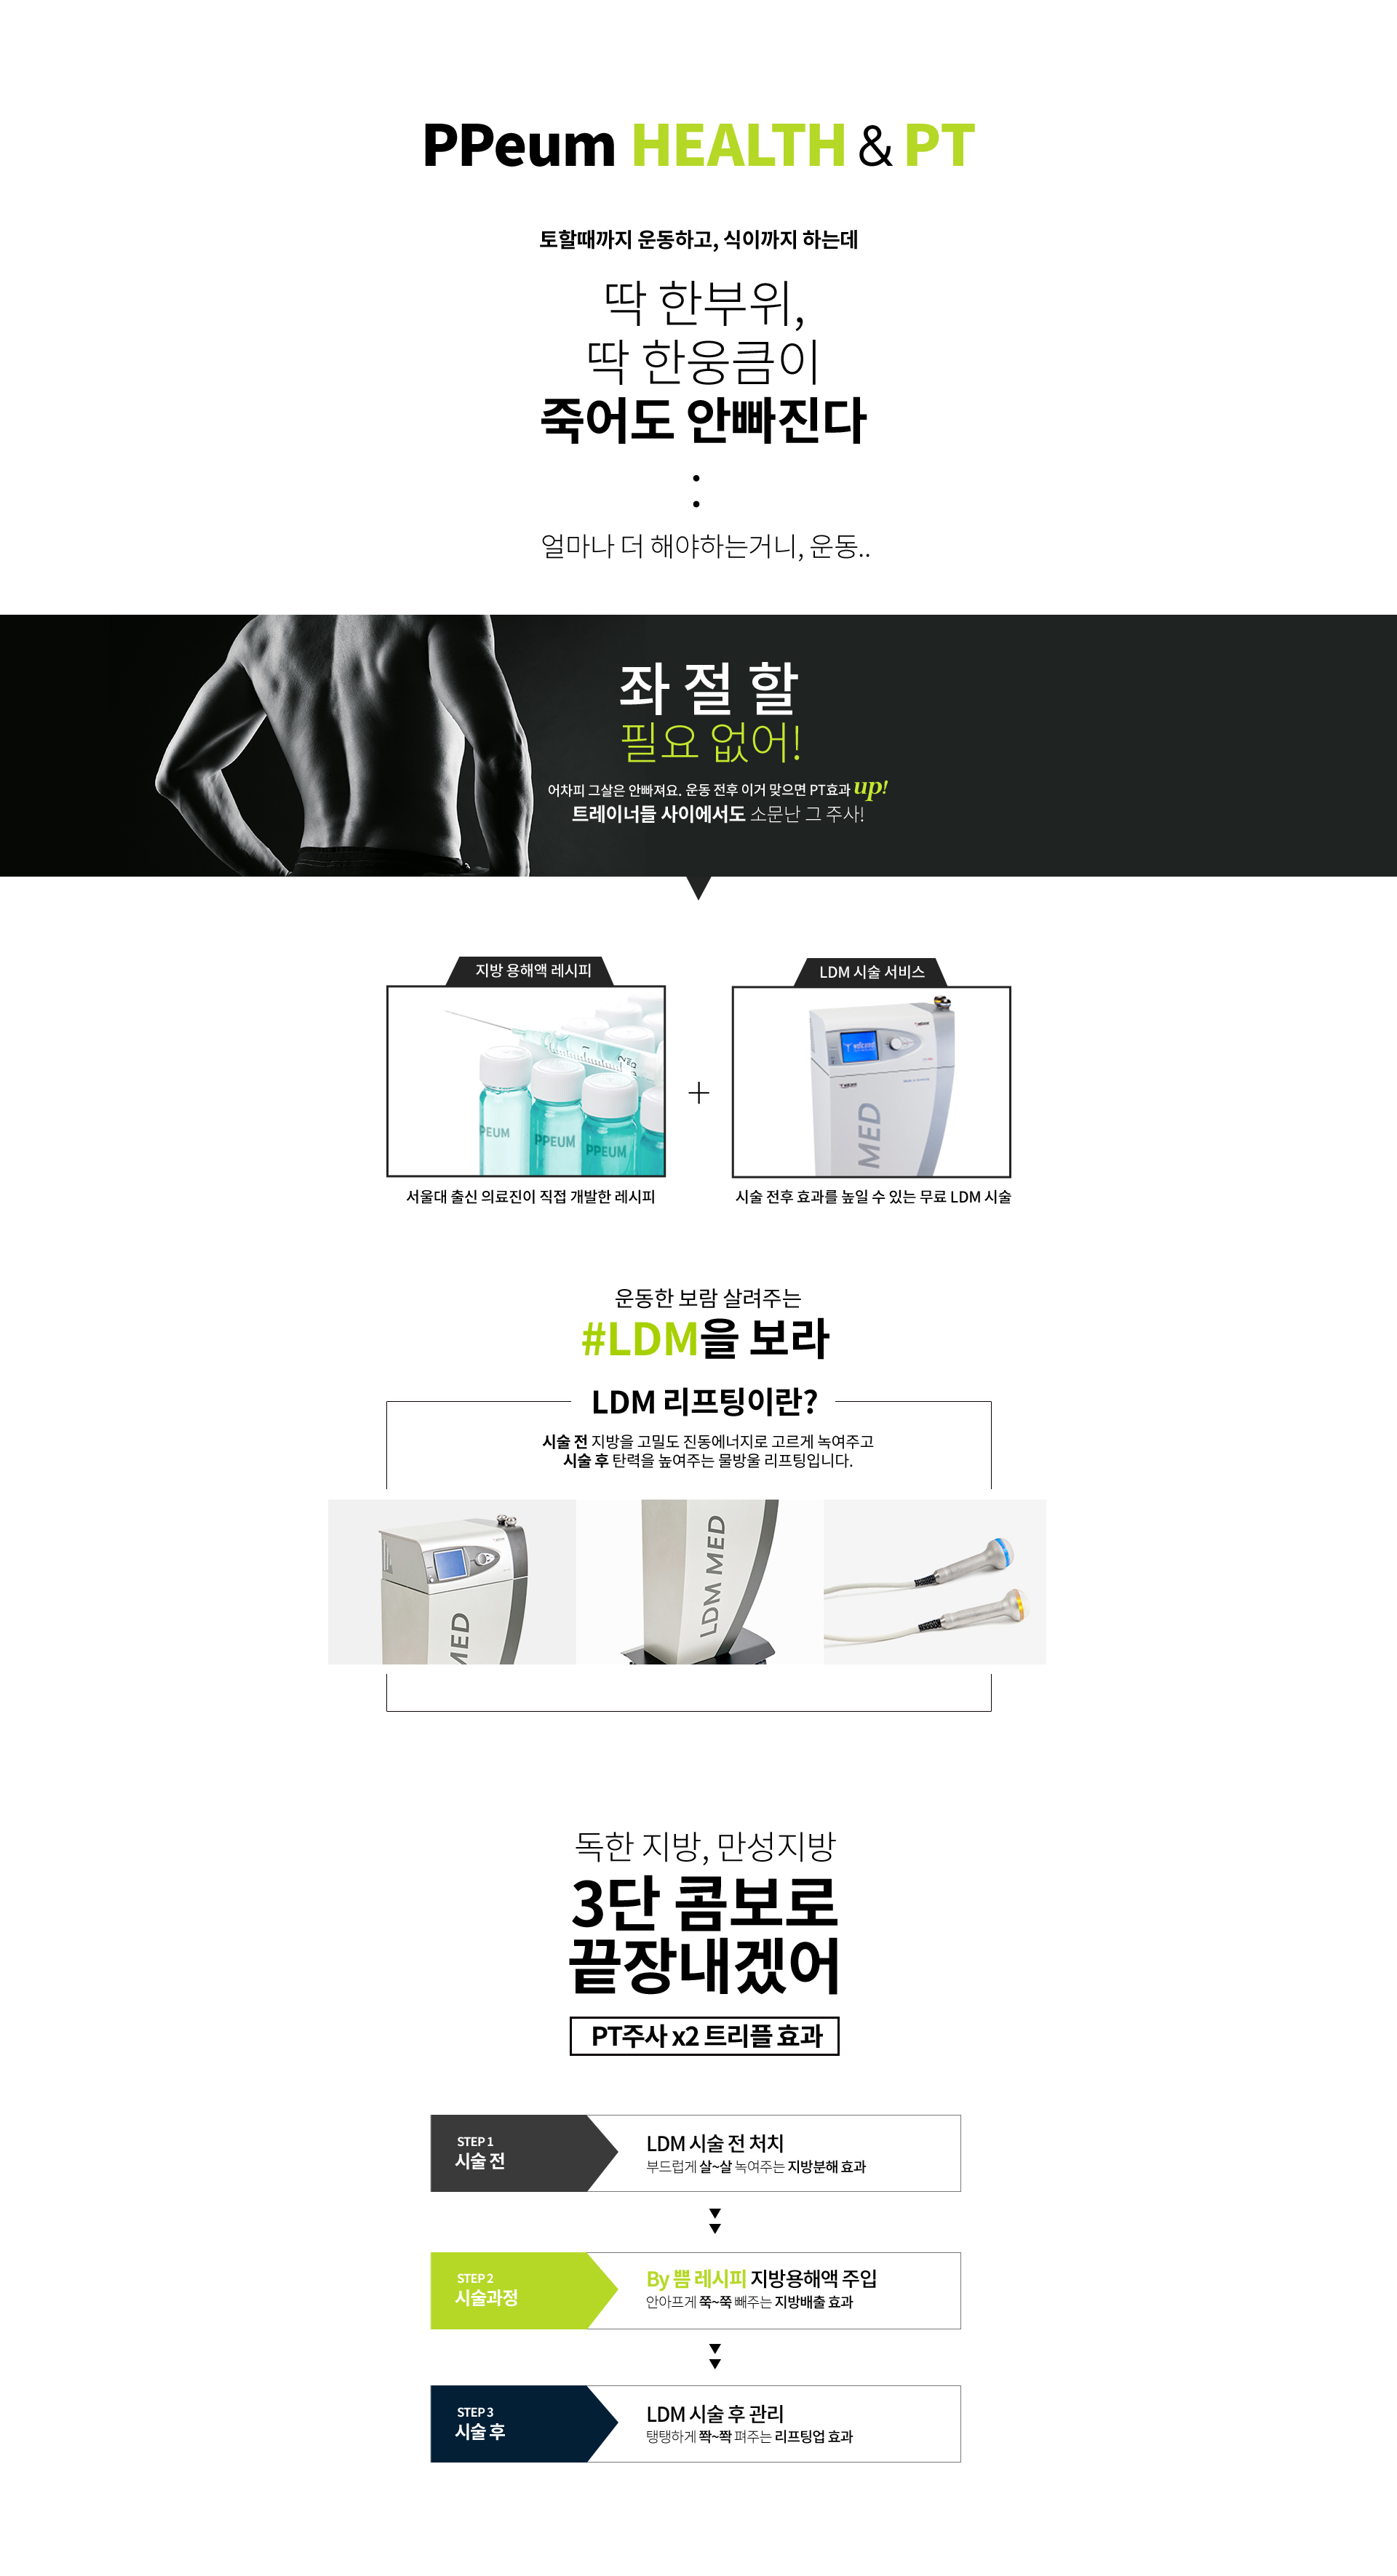 PPeum HEALTH & PT
토할때까지 운동하고, 식이까지 하는데
딱 한부위,
딱 한웅큼이
죽어도 안빠진다
얼마나 더 해야하는거니, 운동..
좌절할
필요 없어!
어차피 그살은 안빠져요. 운동 전후 이거 맞으면 PT효과 up!
트레이너들 사이에서도 소문난 그 주사!
지방 용해액 레시피
LDM 시술 서비스
PEUM
PPEUM
PPEUM
MED
+
서울대 출신 의료진이 직접 개발한 레시피
시술 전후 효과를 높일 수 있는 무료 LDM 시술
운동한 보람 살려주는
#LDM을 보라
LDM 리프팅이란?
시술 전 지방을 고밀도 진동에너지로 고르게 녹여주고
시술 후 탄력을 높여주는 물방울 리프팅입니다.
MED
LDM MED
독한 지방, 만성지방
3단 콤보로
끝장내겠어
PT주사 x2 트리플 효과
STEP 1
시술 전
LDM 시술 전 처치
부드럽게 살~살 녹여주는 지방분해 효과
STEP 2
시술과정
By 쁨 레시피 지방용해액 주입
안아프게 쭉~쭉 빼주는 지방배출 효과
STEP 3
시술 후
LDM 시술 후 관리
탱탱하게 쫙~쫙 펴주는 리프팅업 효과